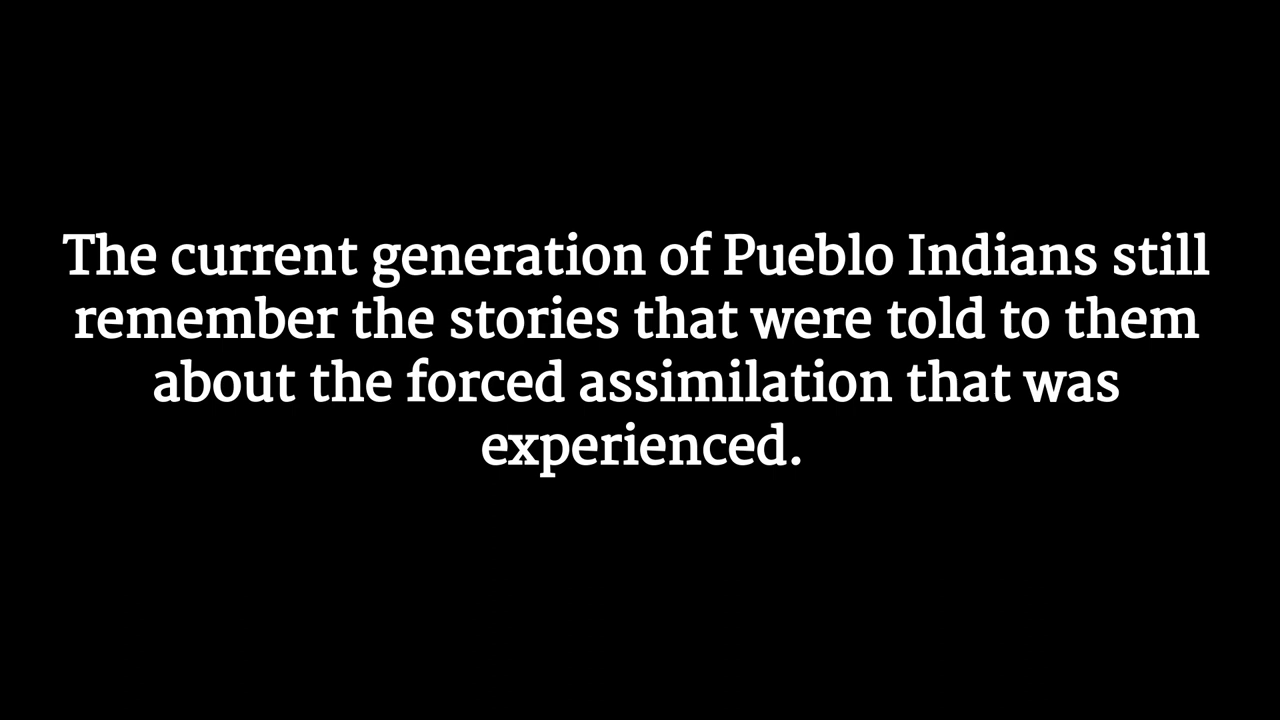 The current generation of Pueblo Indians still
remember the stories that were told to them
about the forced assimilation that was
experienced.